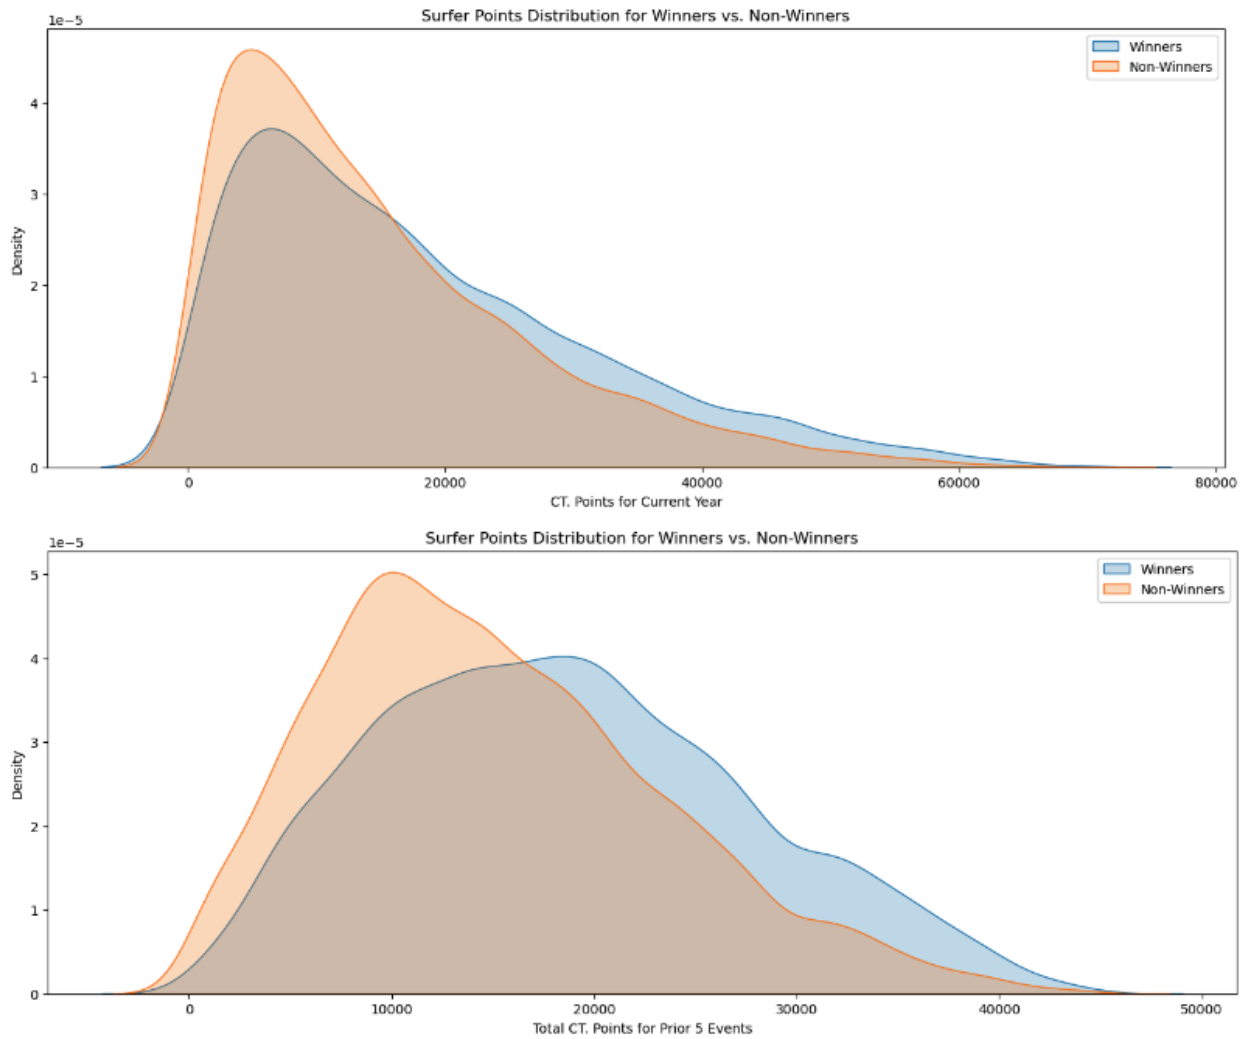 Surfer Points Distribution for Winners vs. Non-Winners
1e−5
Winners
Non-Winners
4
3
2
1
0
Density
0 20000 40000 60000 80000
CT. Points for Current Year
Surfer Points Distribution for Winners vs. Non-Winners
1e−5
Winners
Non-Winners
5
4
3
2
1
0
Density
0 10000 20000 30000 40000 50000
Total CT. Points for Prior 5 Events